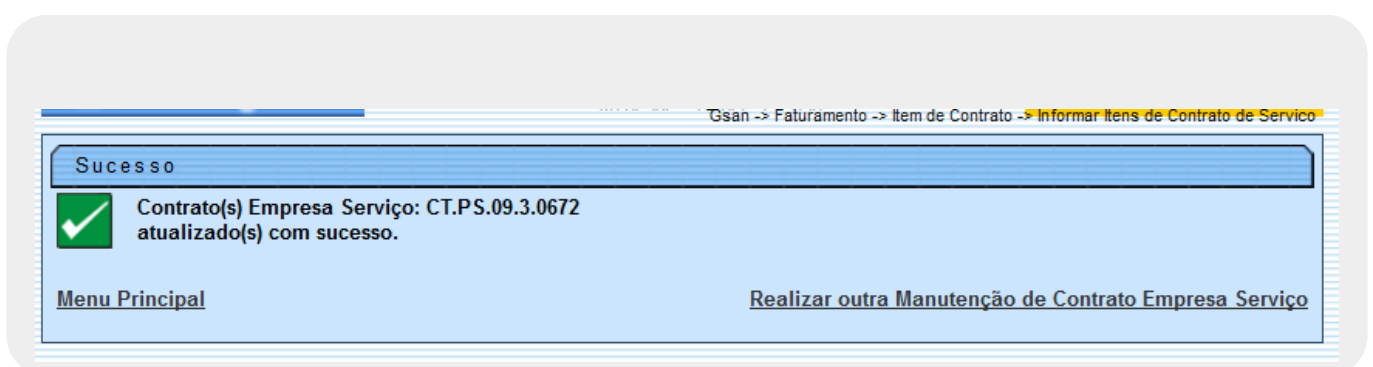 Gsan -> Faturamento -> Item de Contrato -> Informar Itens de Contrato de Servico
Sucesso
Contrato(s) Empresa Serviço: CT.PS.09.3.0672
atualizado(s) com sucesso.
Menu Principal
Realizar outra Manutenção de Contrato Empresa Serviço